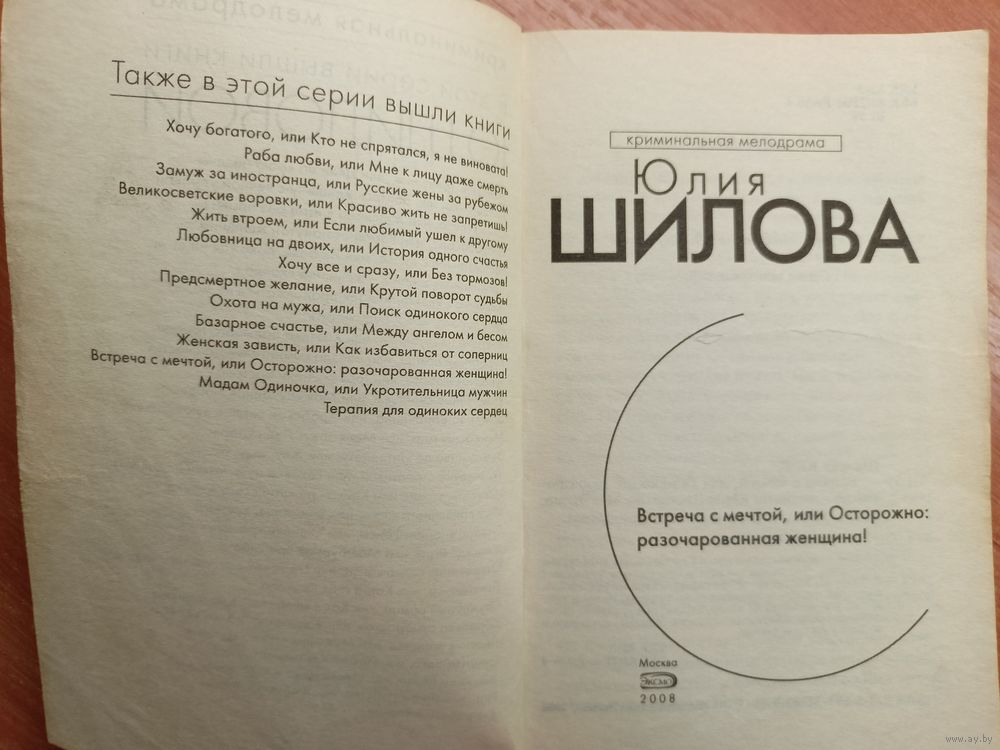 Также в этой серии вышли книги
Хочу богатого, или Кто не спрятался, я не виновата!
Раба любви, или Мне к лицу даже смерть
Замуж за иностранца, или Русские жены за рубежом
Великосветские воровки, или Красиво жить не запретишь!
Жить втроем, или Если любимый ушел к другому
Любовница на двоих, или История одного счастья
Хочу все и сразу, или Без тормозов!
Предсмертное желание, или Крутой поворот судьбы
Охота на мужа, или Поиск одинокого сердца
Базарное счастье, или Между ангелом и бесом
Женская зависть, или Как избавиться от соперниц
Встреча с мечтой, или Осторожно: разочарованная женщина!
Мадам Одиночка, или Укротительница мужчин
Терапия для одиноких сердец
криминальная мелодрама
Юлия
ШИЛОВА
Встреча с мечтой, или Осторожно:
разочарованная женщина!
Москва
ЭКСМО
2008
www.ay.by